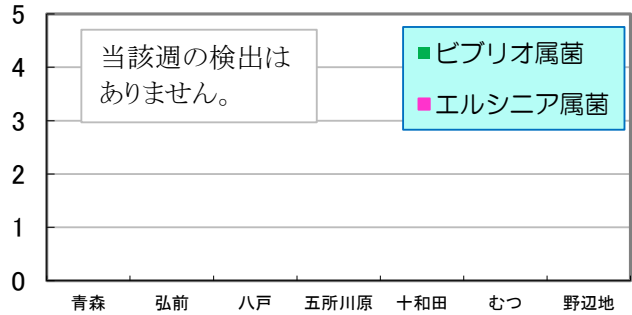 5
4
3
2
1
0
当該週の検出は
ありません。
ビブリオ属菌
エルシニア属菌
青森 弘前 八戸 五所川原 十和田 むつ 野辺地